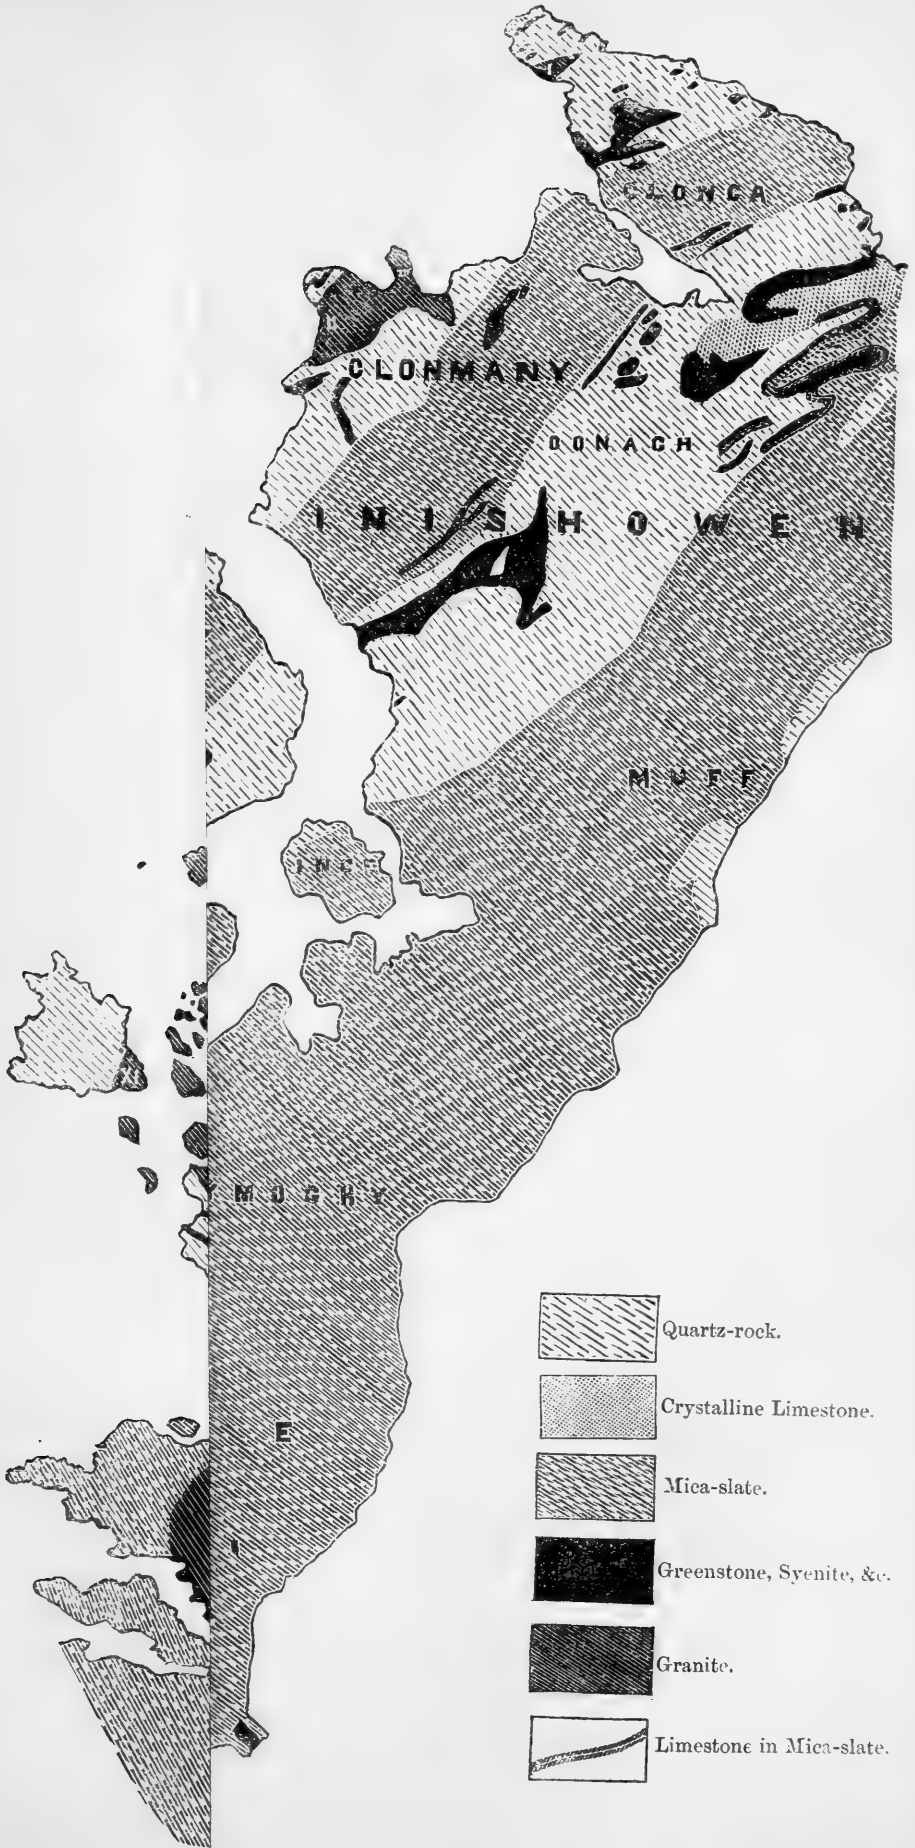 CLONCA
CLONMANY
DONACH
INISHOWEN
MUFF
INCE
MOGHY
E
I
Quartz-rock.
Crystalline Limestone.
Mica-slate.
Greenstone, Syenite, &c.
Granite.
Limestone in Mica-slate.